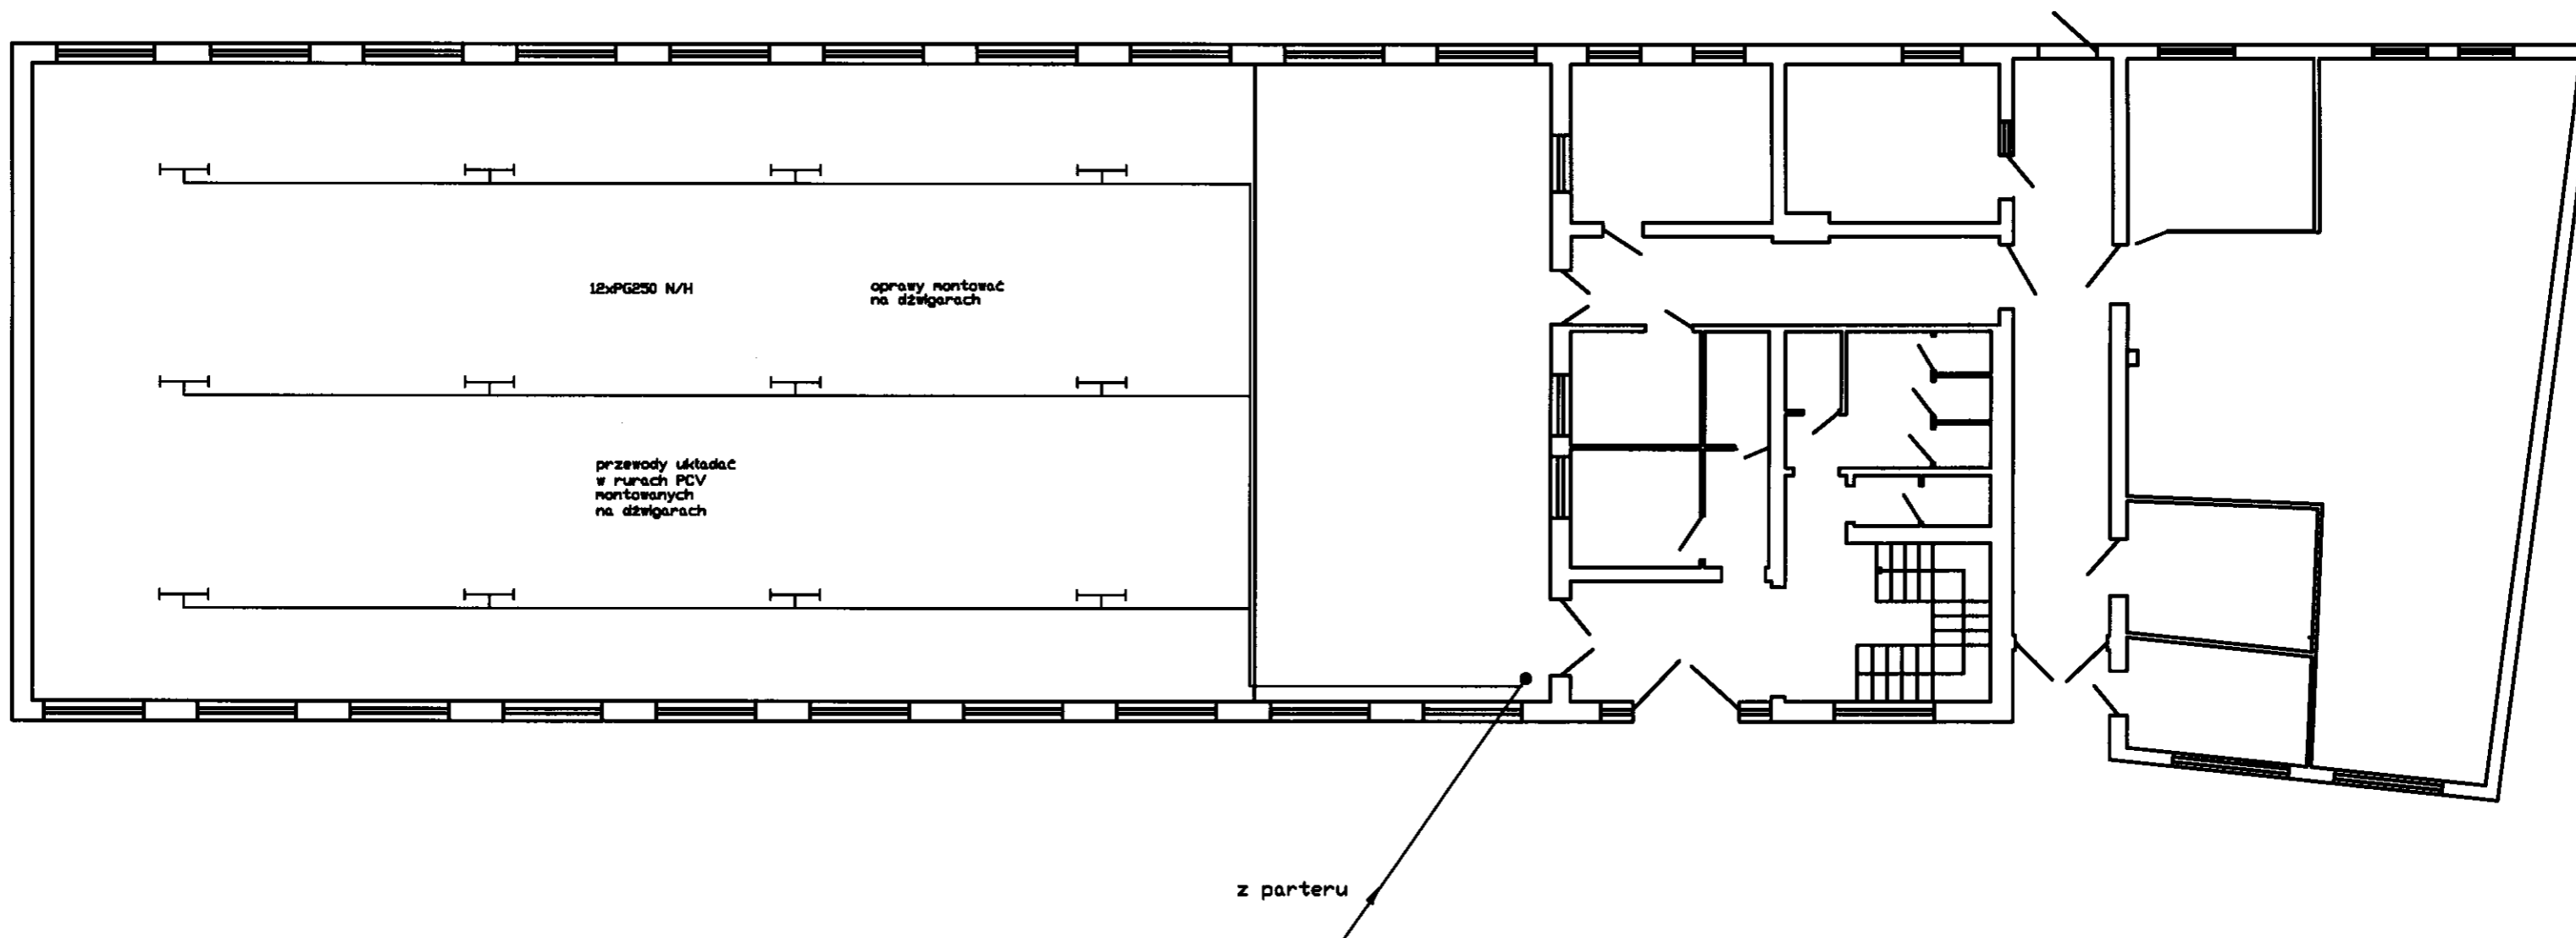 12xPG250 N/H
oprawy montować
na dźwigarach
przewody układać
w rurach PCV
montowanych
na dźwigarach
z parteru